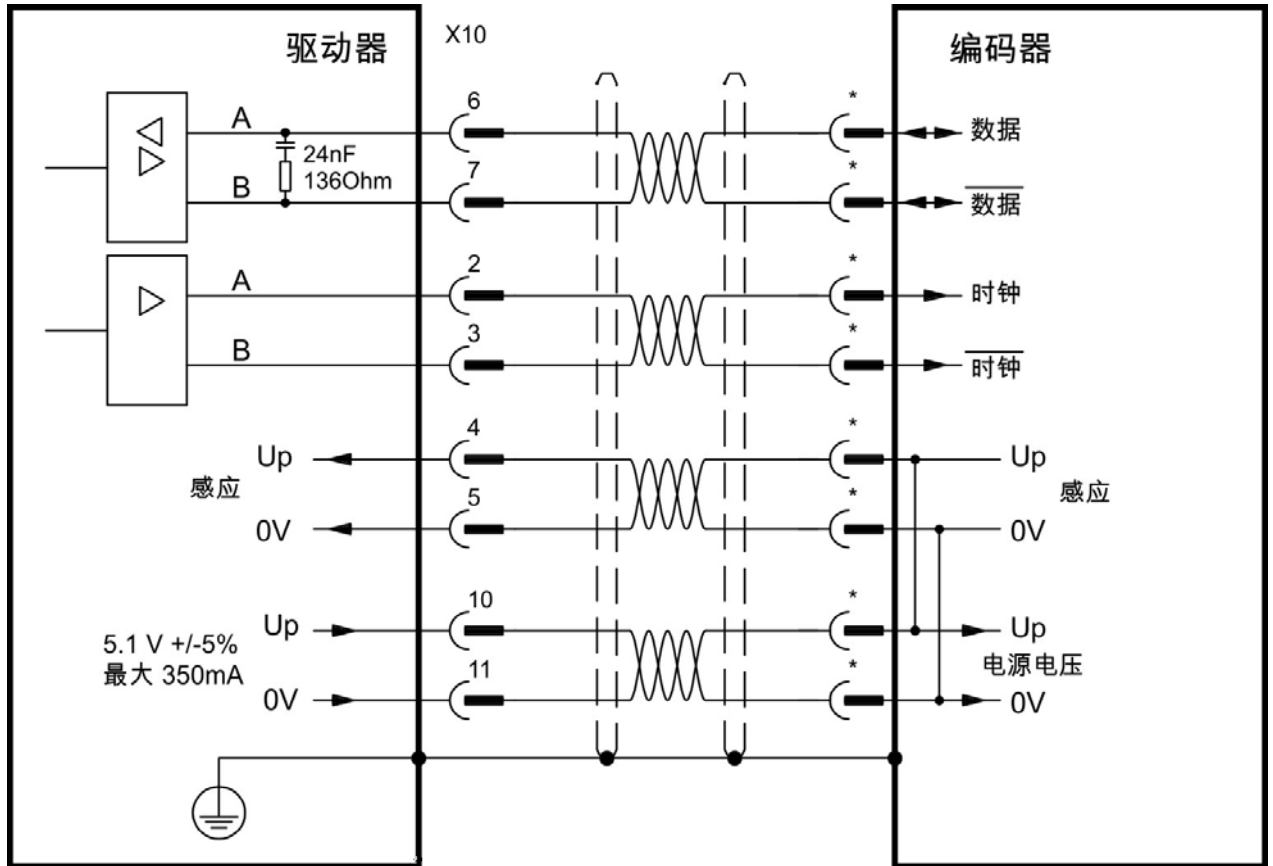 驱动器
X10
编码器
A
6
*
数据
24nF
136Ohm
B
7
*
数据
A
2
*
时钟
B
3
*
时钟
Up
4
*
Up
感应
感应
0V
5
*
0V
5.1 V +/-5%
最大 350mA
Up
10
*
Up
电源电压
0V
11
*
0V